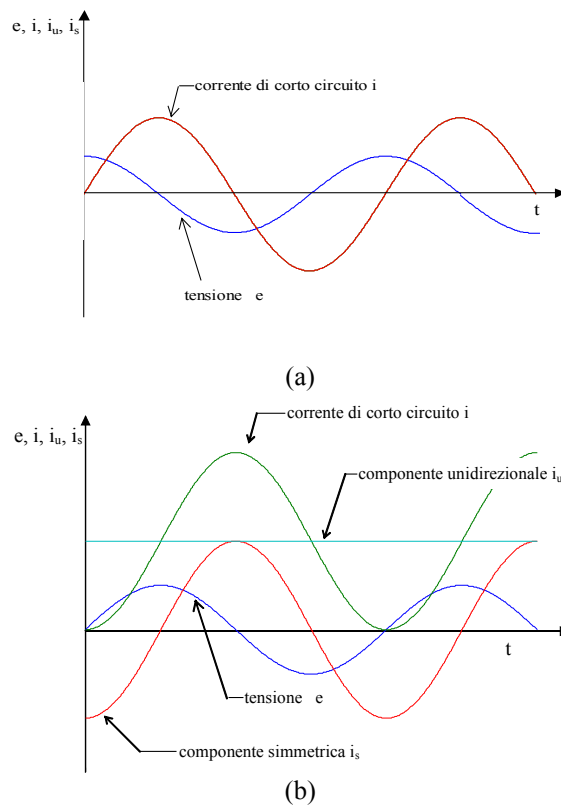 e, i, iu, is
corrente di corto circuito i
t
tensione e
(a)
corrente di corto circuito i
e, i, iu, is
componente unidirezionale iu
t
tensione e
componente simmetrica is
(b)